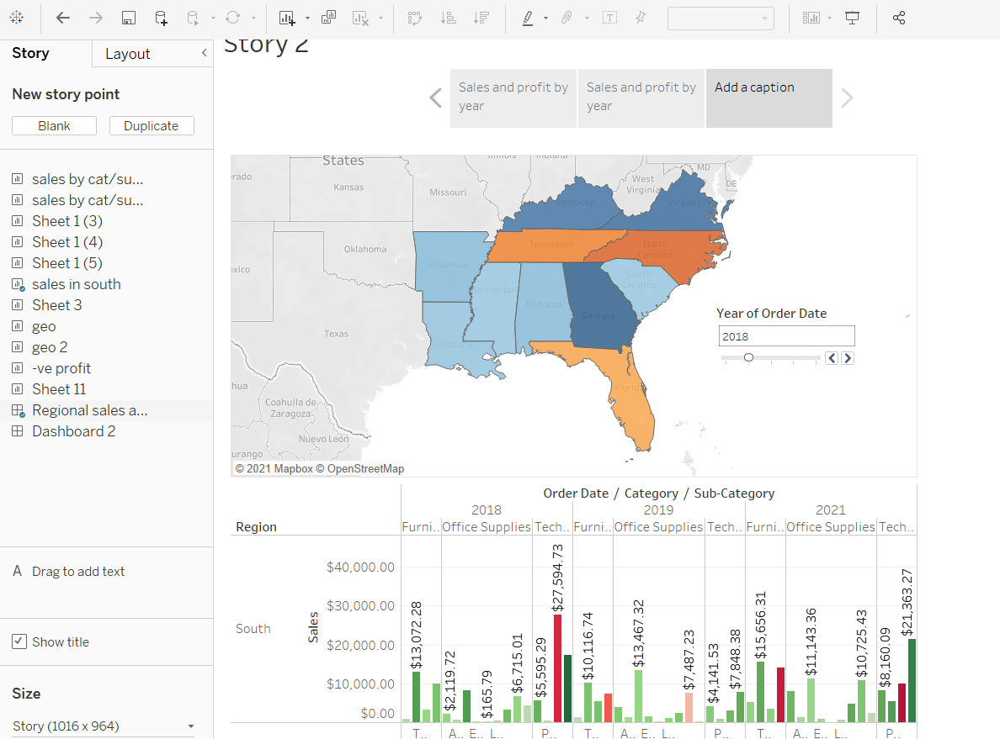 Story 2
Story
Layout
New story point
Blank
Duplicate
sales by cat/su...
sales by cat/su...
Sheet 1 (3)
Sheet 1 (4)
Sheet 1 (5)
sales in south
Sheet 3
geo
geo 2
-ve profit
Sheet 11
Regional sales a...
Dashboard 2
A Drag to add text
Show title
Size
Story (1016 x 964)
Sales and profit by
year
Sales and profit by
year
Add a caption
States
Illinois
Indiana
MD
DE
West
Virginia
orado
Kansas
Missouri
Kentucky
Virginia
Oklahoma
Tennessee
North
Carolina
exico
Arkansas
South
Carolina
Mississippi
Alabama
Georgia
Texas
Louisiana
Florida
hua
Coahuila de
Zaragoza
Nuevo León
urango
© 2021 Mapbox © OpenStreetMap
Year of Order Date
2018
Order Date / Category / Sub-Category
2018
2019
2021
Region
Furni..
Office Supplies
Tech..
Furni..
Office Supplies
Tech..
Furni..
Office Supplies
Tech..
South
Sales
$40,000.00
$30,000.00
$20,000.00
$10,000.00
$0.00
$13,072.28
$2,119.72
$165.79
$6,715.01
$5,595.29
$27,594.73
$10,116.74
$13,467.32
$7,487.23
$4,141.53
$7,848.38
$15,656.31
$11,143.36
$10,725.43
$8,160.09
$21,363.27
T..
A..
E..
L..
P..
T..
A..
E..
L..
P..
T..
A..
E..
L..
P..